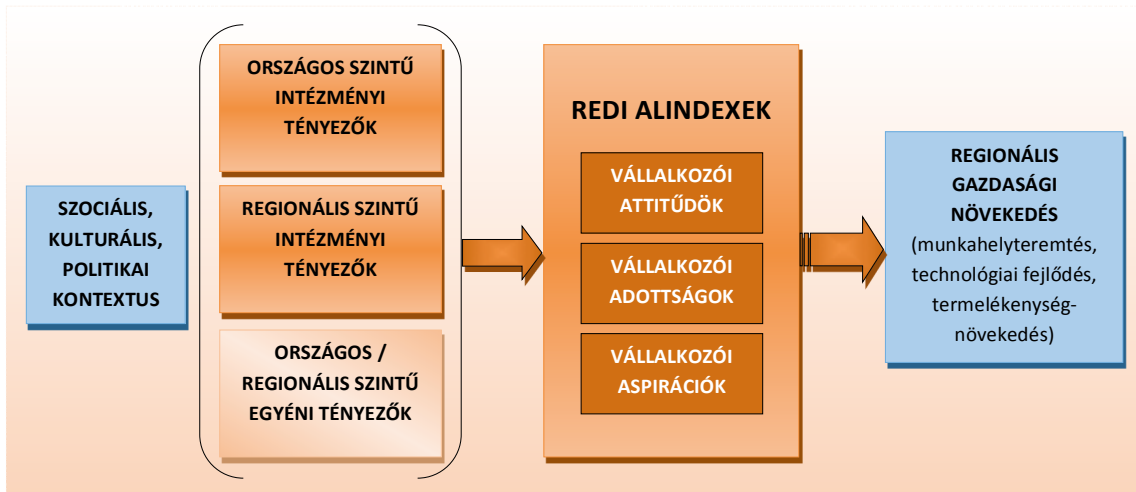 SZOCIÁLIS,
KULTURÁLIS,
POLITIKAI
KONTEXTUS
ORSZÁGOS SZINTŰ
INTÉZMÉNYI
TÉNYEZŐK
REGIONÁLIS SZINTŰ
INTÉZMÉNYI
TÉNYEZŐK
ORSZÁGOS /
REGIONÁLIS SZINTŰ
EGYÉNI TÉNYEZŐK
REDI ALINDEXEK
VÁLLALKOZÓI
ATTITŰDÖK
VÁLLALKOZÓI
ADOTTSÁGOK
VÁLLALKOZÓI
ASPIRÁCIÓK
REGIONÁLIS
GAZDASÁGI
NÖVEKEDÉS
(munkahelyteremtés,
technológiai fejlődés,
termelékenység-
növekedés)